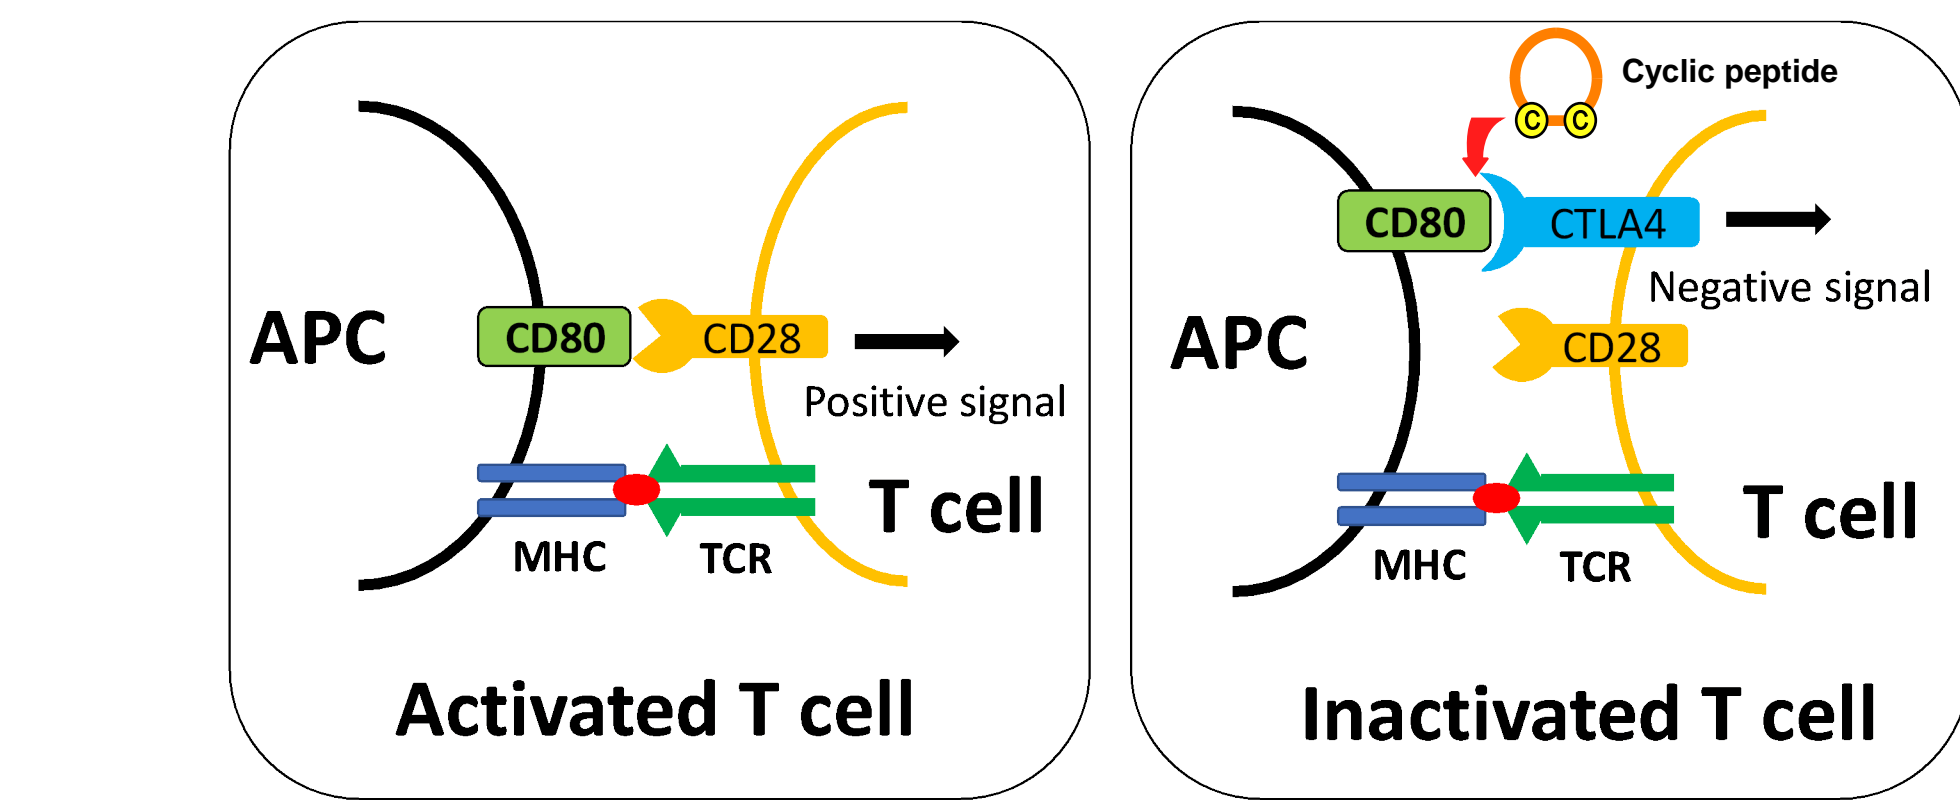 APC
CD80
CD28
Positive signal
MHC
TCR
T cell
Activated T cell
Cyclic peptide
C
C
CD80
CTLA4
Negative signal
APC
CD28
MHC
TCR
T cell
Inactivated T cell